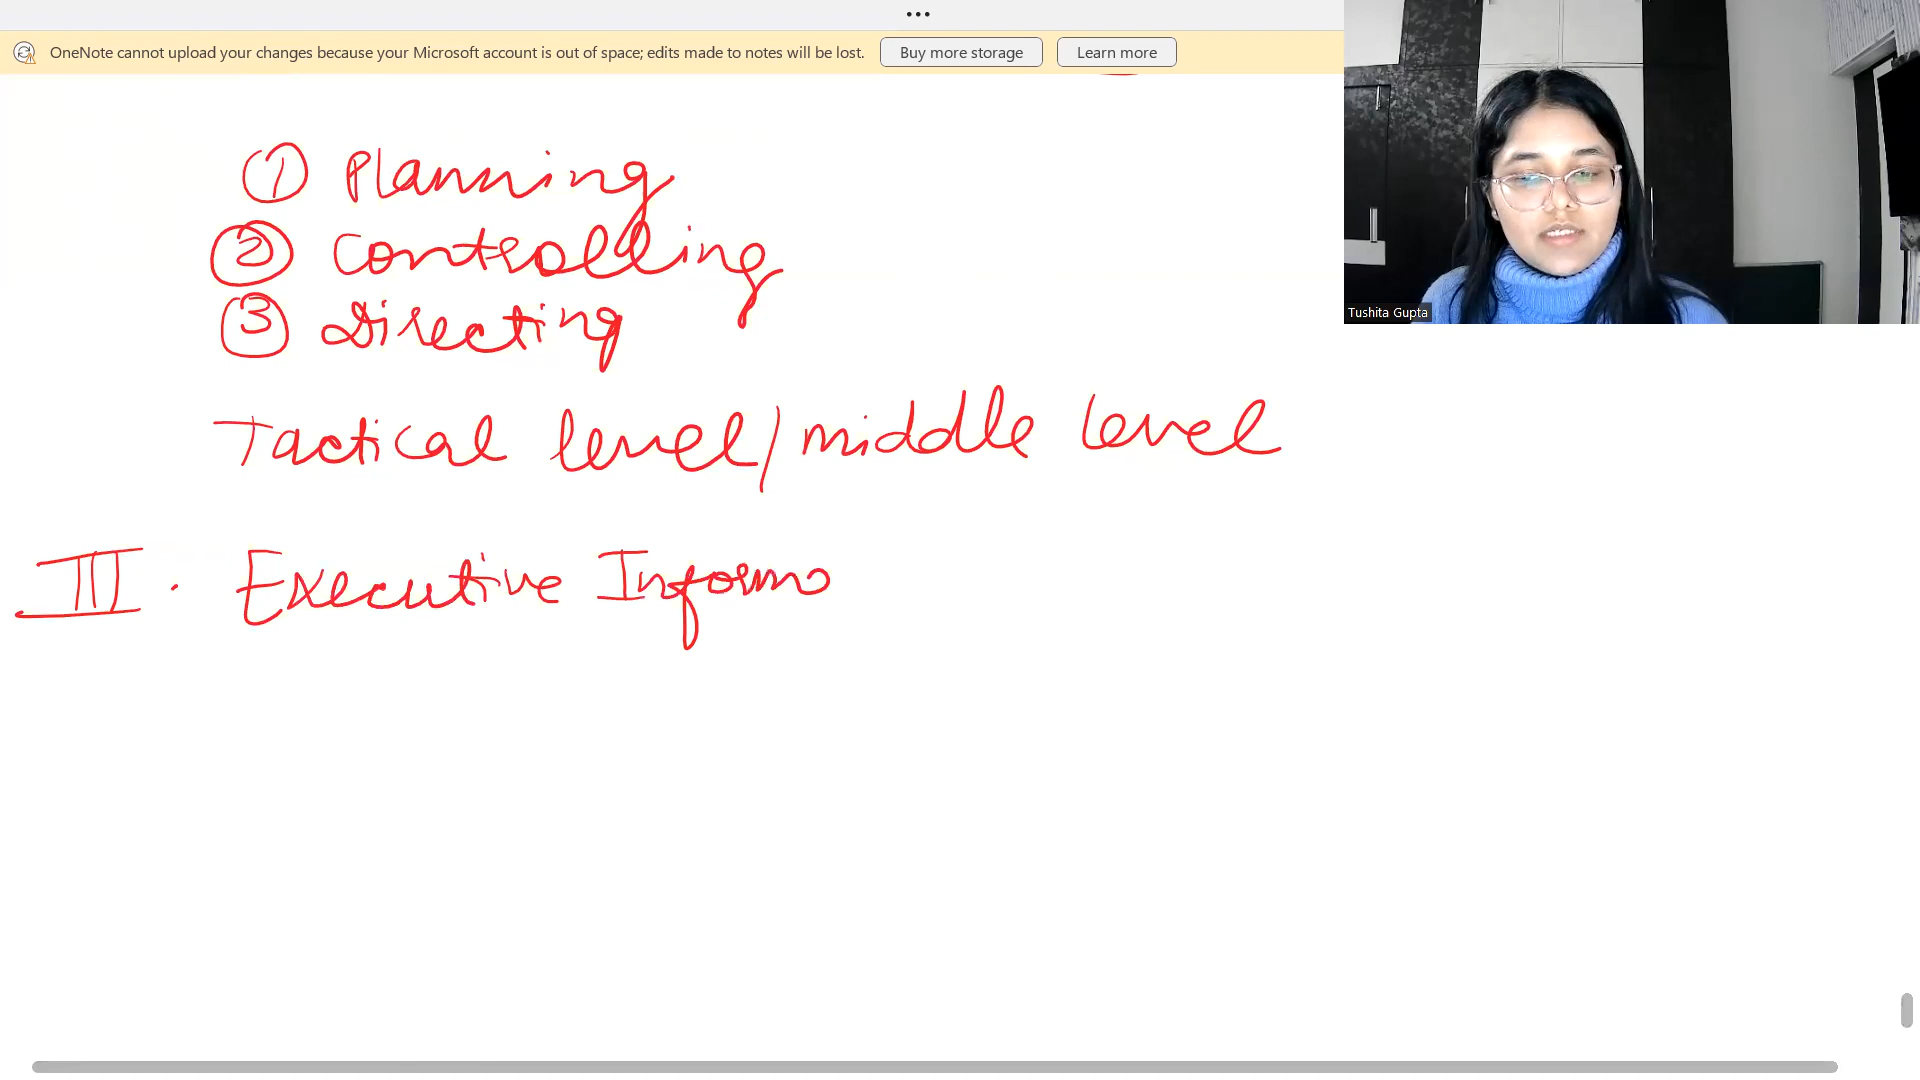 •••
OneNote cannot upload your changes because your Microsoft account is out of space; edits made to notes will be lost. Buy more storage Learn more
① Planning
② Controlling
③ Directing
Tactical level/middle level
III. Executive Informa
Tushita Gupta